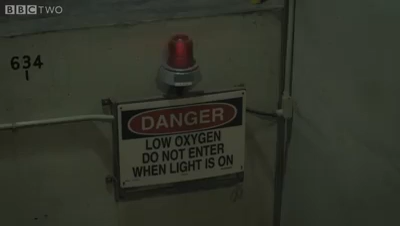 BBC TWO
634
1
DANGER
LOW OXYGEN
DO NOT ENTER
WHEN LIGHT IS ON